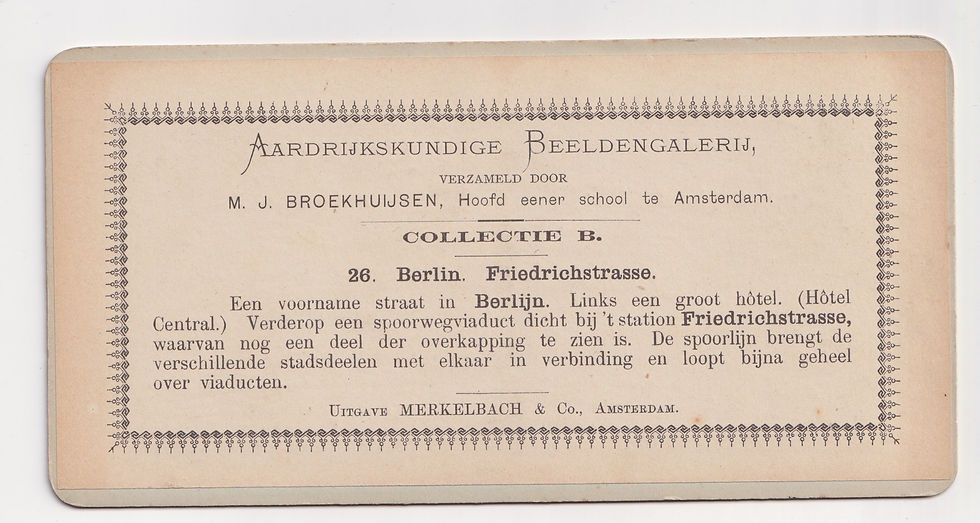 AARDRIJKSKUNDIGE BEELDENGALERIJ,
VERZAMELD DOOR
M. J. BROEKHUIJSEN, Hoofd eener school te Amsterdam.
COLLECTIE B.
26. Berlin. Friedrichstrasse.
Een voorname straat in Berlijn. Links een groot hôtel. (Hôtel
Central.) Verderop een spoorwegviaduct dicht bij 't station Friedrichstrasse,
waarvan nog een deel der overkapping te zien is. De spoorlijn brengt de
verschillende stadsdeelen met elkaar in verbinding en loopt bijna geheel
over viaducten.
UITGAVE MERKELBACH & Co., AMSTERDAM.